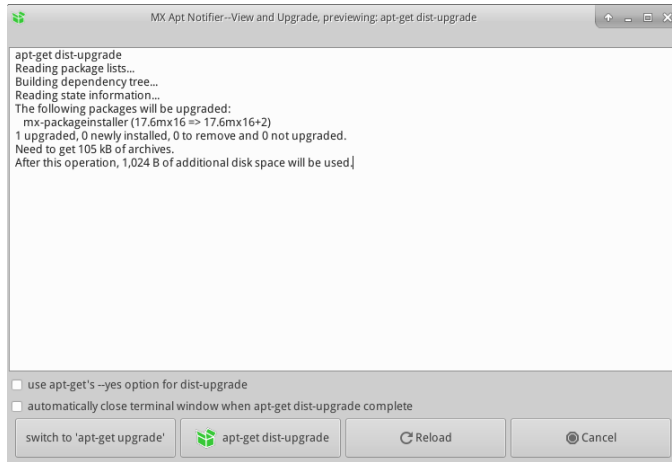 MX Apt Notifier--View and Upgrade, previewing: apt-get dist-upgrade
apt-get dist-upgrade
Reading package lists...
Building dependency tree...
Reading state information...
The following packages will be upgraded:
mx-packageinstaller (17.6mx16 => 17.6mx16+2)
1 upgraded, 0 newly installed, 0 to remove and 0 not upgraded.
Need to get 105 kB of archives.
After this operation, 1,024 B of additional disk space will be used.
use apt-get's --yes option for dist-upgrade
automatically close terminal window when apt-get dist-upgrade complete
switch to 'apt-get upgrade'
apt-get dist-upgrade
Reload
Cancel